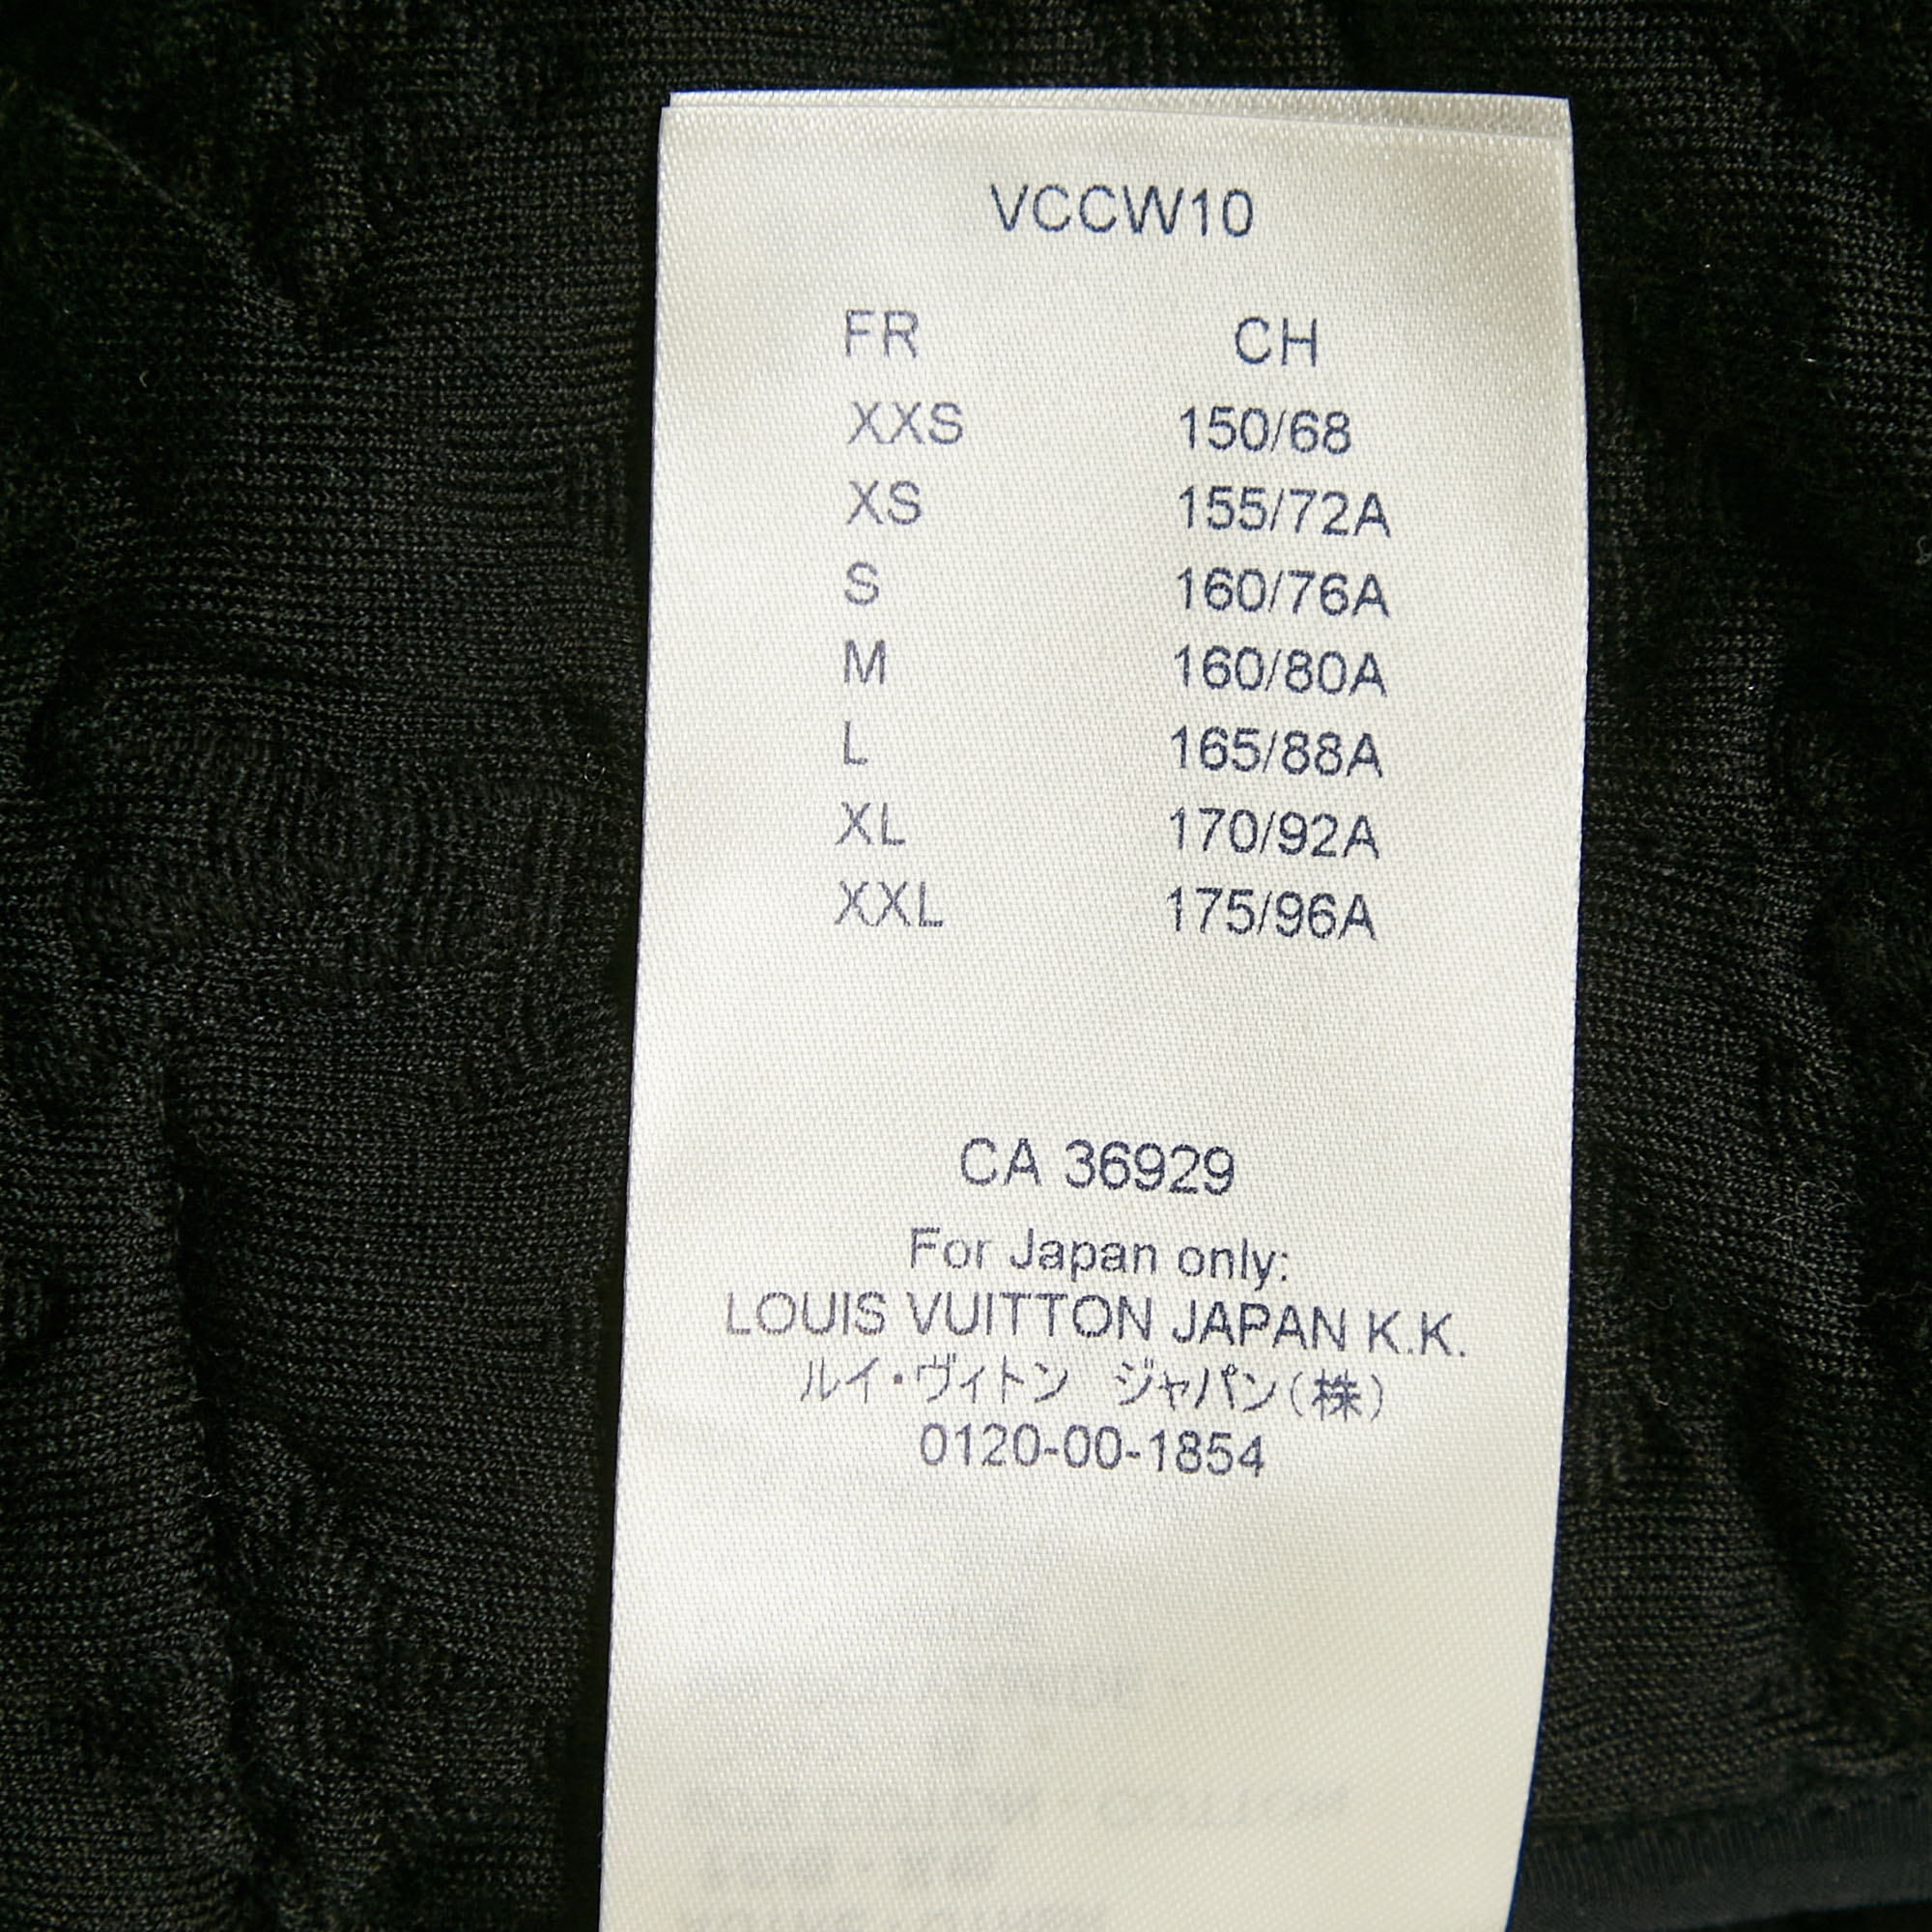 VCCW10
FR CH
XXS 150/68
XS 155/72A
S 160/76A
M 160/80A
L 165/88A
XL 170/92A
XXL 175/96A
CA 36929
For Japan only:
LOUIS VUITTON JAPAN K.K.
ルイ・ヴィトン ジャパン(株)
0120-00-1854